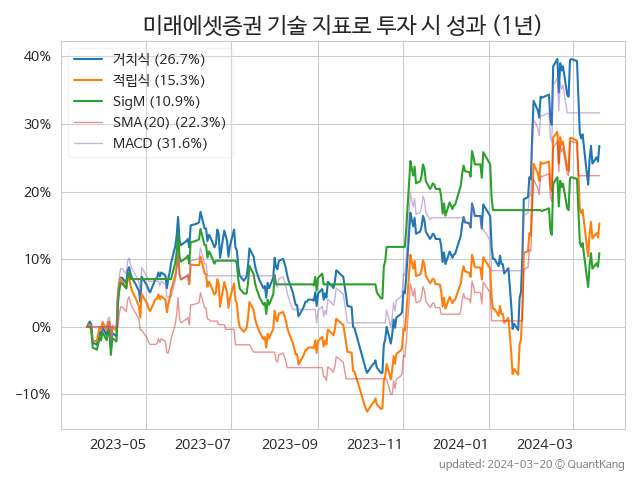 미래에셋증권 기술 지표로 투자 시 성과 (1년)
40%
30%
20%
10%
0%
−10%
거치식 (26.7%)
적립식 (15.3%)
SigM (10.9%)
SMA(20) (22.3%)
MACD (31.6%)
2023-05
2023-07
2023-09
2023-11
2024-01
2024-03
updated: 2024-03-20 © QuantKang